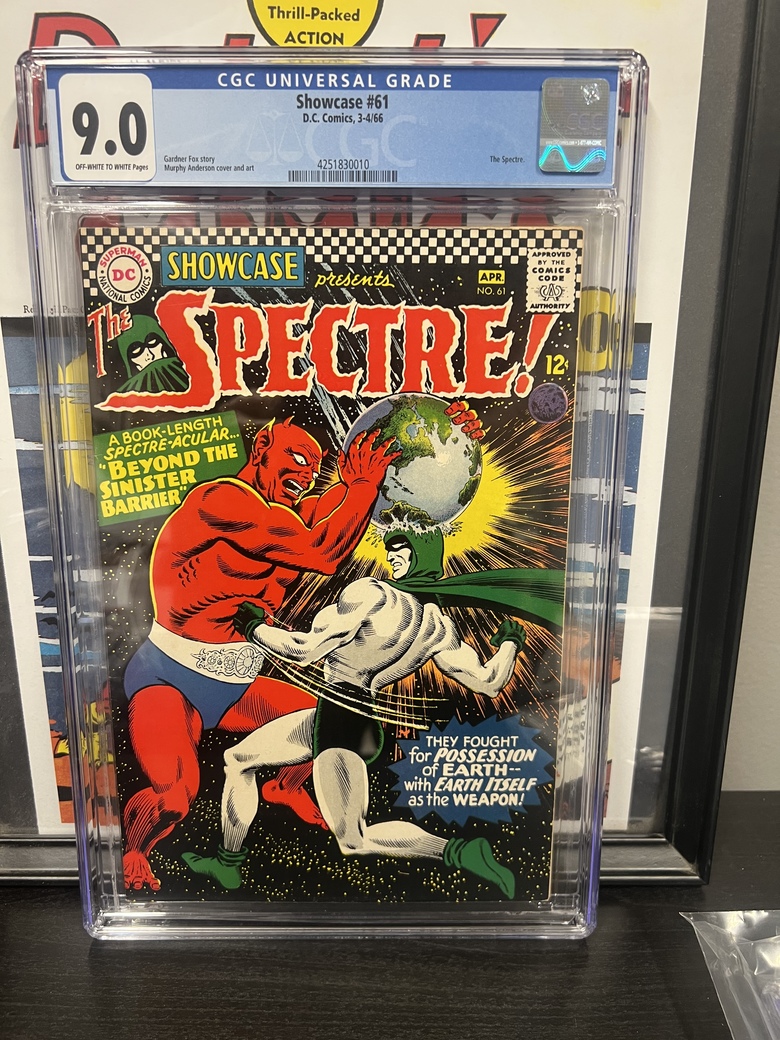 Thrill-Packed
ACTION
CGC UNIVERSAL GRADE
9.0
OFF-WHITE TO WHITE Pages
Showcase #61
D.C. Comics, 3-4/66
Gardner Fox story
Murphy Anderson cover and art
4251830010
The Spectre.
CGC
SUPERMAN
DC
NATIONAL COMICS
SHOWCASE
presents
APR.
NO. 61
APPROVED
BY THE
COMICS
CODE
CA
AUTHORITY
The
SPECTRE!
12¢
A BOOK-LENGTH
SPECTRE-ACULAR...
"BEYOND THE
SINISTER
BARRIER"
THEY FOUGHT
for POSSESSION
of EARTH--
with EARTH ITSELF
as the WEAPON!